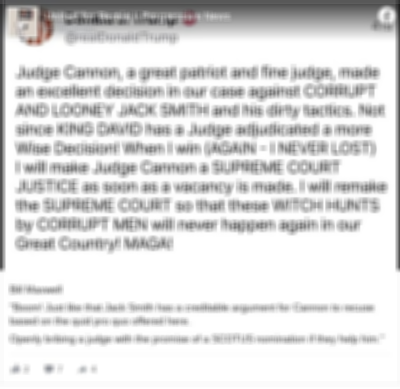 @realDonaldTrump
Judge Cannon, a great patriot and fine judge, made
an excellent decision in our case against CORRUPT
AND LOONEY JACK SMITH and his dirty tactics. Not
since KING DAVID has a Judge adjudicated a more
Wise Decision! When I win (AGAIN - I NEVER LOST)
I will make Judge Cannon a SUPREME COURT
JUSTICE as soon as a vacancy is made. I will remake
the SUPREME COURT so that these WITCH HUNTS
by CORRUPT MEN will never happen again in our
Great Country! MAGA!
Bill Maxwell
"Boom! Just like that Jack Smith has a creditable argument for Cannon to recuse
based on the quid pro quo offered here.
Openly bribing a judge with the promise of a SCOTUS nomination if they help him."